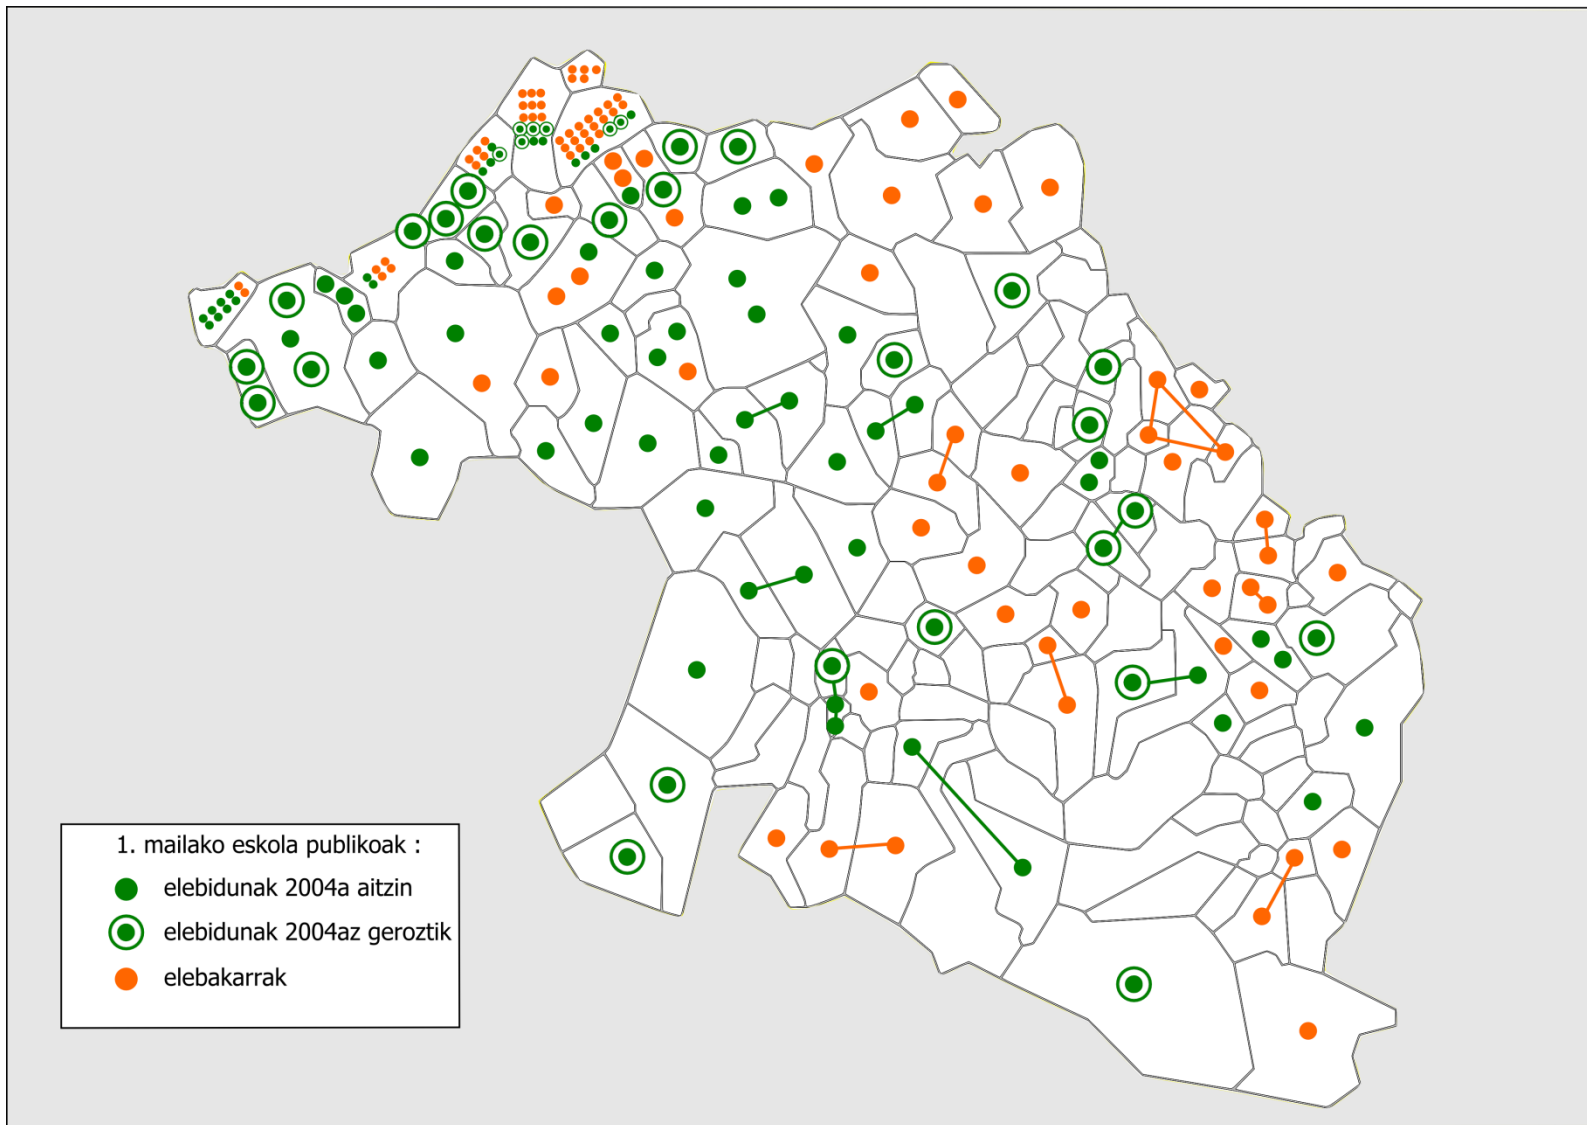 1. mailako eskola publikoak :
elebidunak 2004a aitzin
elebidunak 2004az geroztik
elebakarrak